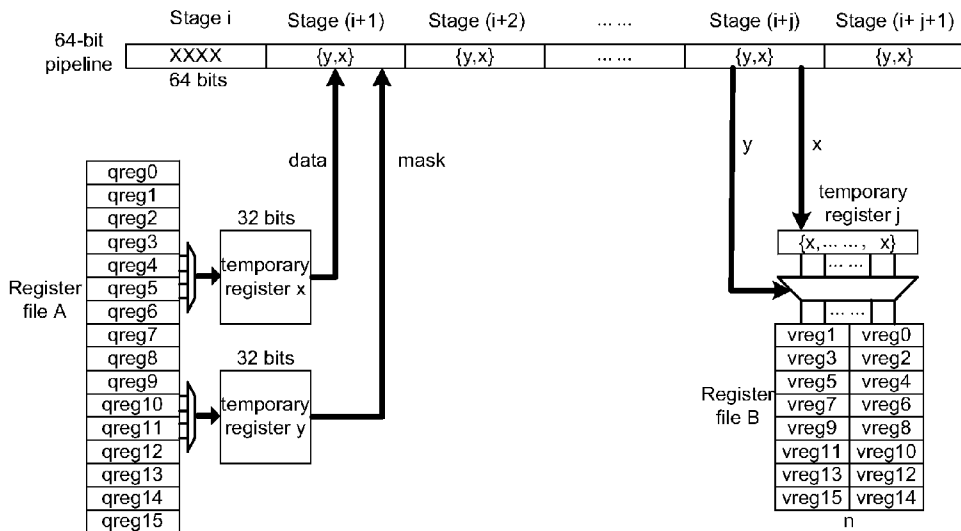 Stage i Stage (i+1) Stage (i+2) ... ... Stage (i+j) Stage (i+ j+1)
64-bit pipeline XXXX {y,x} {y,x} ... ... {y,x} {y,x}
64 bits
data mask y x
qreg0
qreg1
qreg2
qreg3
qreg4
qreg5
qreg6
qreg7
qreg8
qreg9
qreg10
qreg11
qreg12
qreg13
qreg14
qreg15
Register
file A
32 bits
temporary
register x
32 bits
temporary
register y
temporary
register j
{x, ... ..., x}
... ...
... ...
vreg1 vreg0
vreg3 vreg2
vreg5 vreg4
vreg7 vreg6
vreg9 vreg8
vreg11 vreg10
vreg13 vreg12
vreg15 vreg14
Register
file B
n